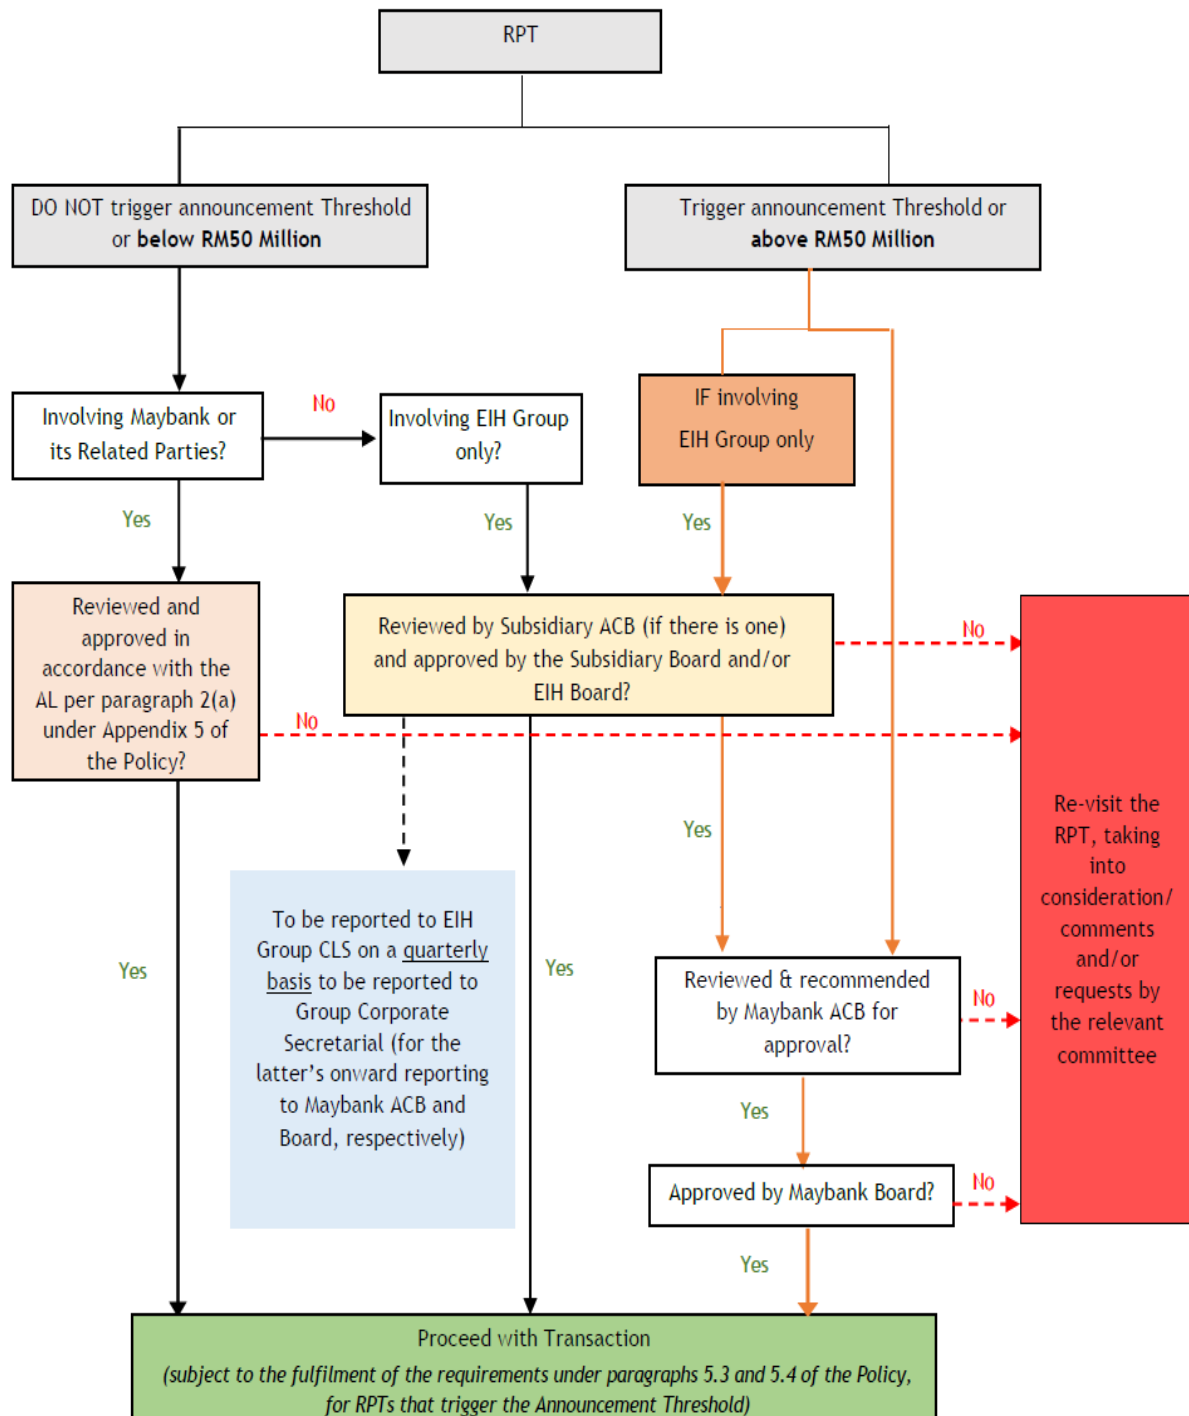 RPT
DO NOT trigger announcement Threshold
or below RM50 Million
Trigger announcement Threshold or
above RM50 Million
Involving Maybank or
its Related Parties?
No
Involving EIH Group
only?
IF involving
EIH Group only
Yes
Yes
Yes
Reviewed and
approved in
accordance with the
AL per paragraph 2(a)
under Appendix 5 of
the Policy?
Reviewed by Subsidiary ACB (if there is one)
and approved by the Subsidiary Board and/or
EIH Board?
No
No
Re-visit the
RPT, taking
into
consideration/
comments
and/or
requests by
the relevant
committee
Yes
To be reported to EIH
Group CLS on a quarterly
basis to be reported to
Group Corporate
Secretarial (for the
latter's onward reporting
to Maybank ACB and
Board, respectively)
Yes
Yes
Reviewed & recommended
by Maybank ACB for
approval?
No
Yes
Approved by Maybank Board?
No
Yes
Proceed with Transaction
(subject to the fulfilment of the requirements under paragraphs 5.3 and 5.4 of the Policy,
for RPTs that trigger the Announcement Threshold)